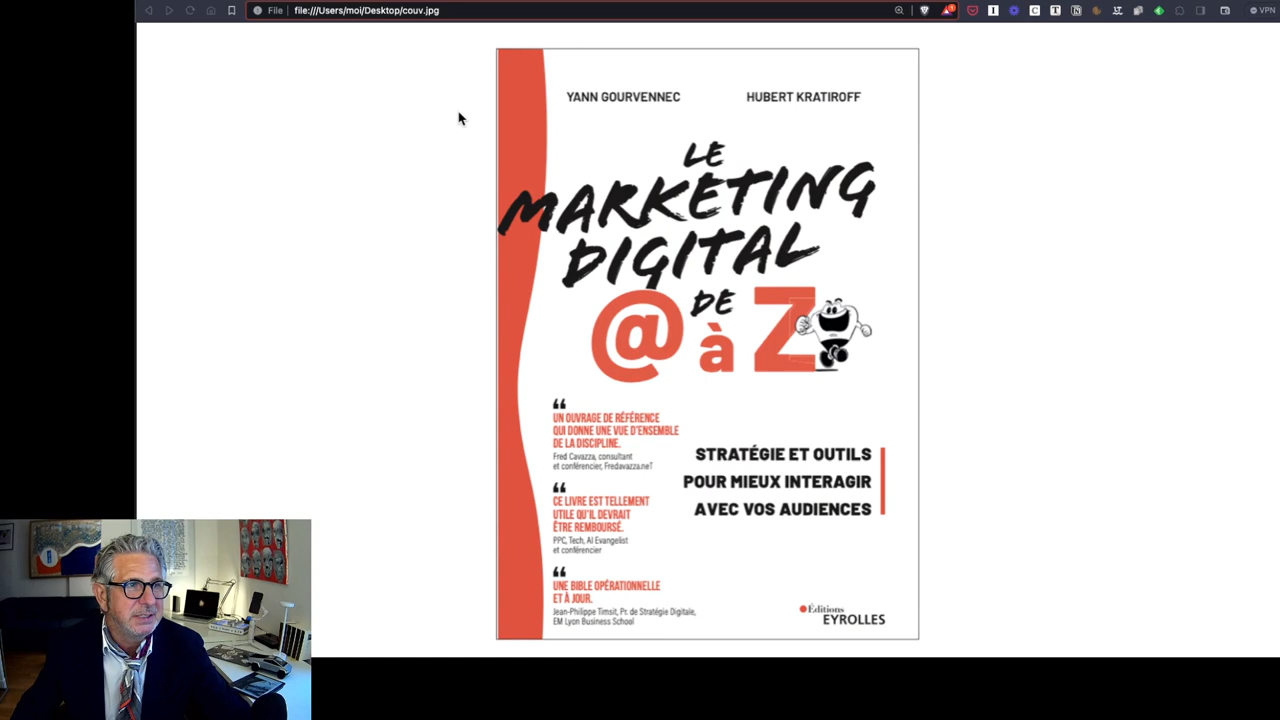 File
file:///Users/moi/Desktop/couv.jpg
VPN
YANN GOURVENNEC
HUBERT KRATIROFF
LE
MARKETING
DIGITAL
DE
@ à Z
“
UN OUVRAGE DE RÉFÉRENCE
QUI DONNE UNE VUE D'ENSEMBLE
DE LA DISCIPLINE.
Fred Cavazza, consultant
et conférencier, Fredavazza.neT
“
CE LIVRE EST TELLEMENT
UTILE QU'IL DEVRAIT
ÊTRE REMBOURSÉ.
PPC, Tech, AI Evangelist
et conférencier
“
UNE BIBLE OPÉRATIONNELLE
ET À JOUR.
Jean-Philippe Timsit, Pr. de Stratégie Digitale,
EM Lyon Business School
STRATÉGIE ET OUTILS
POUR MIEUX INTERAGIR
AVEC VOS AUDIENCES
Éditions
EYROLLES